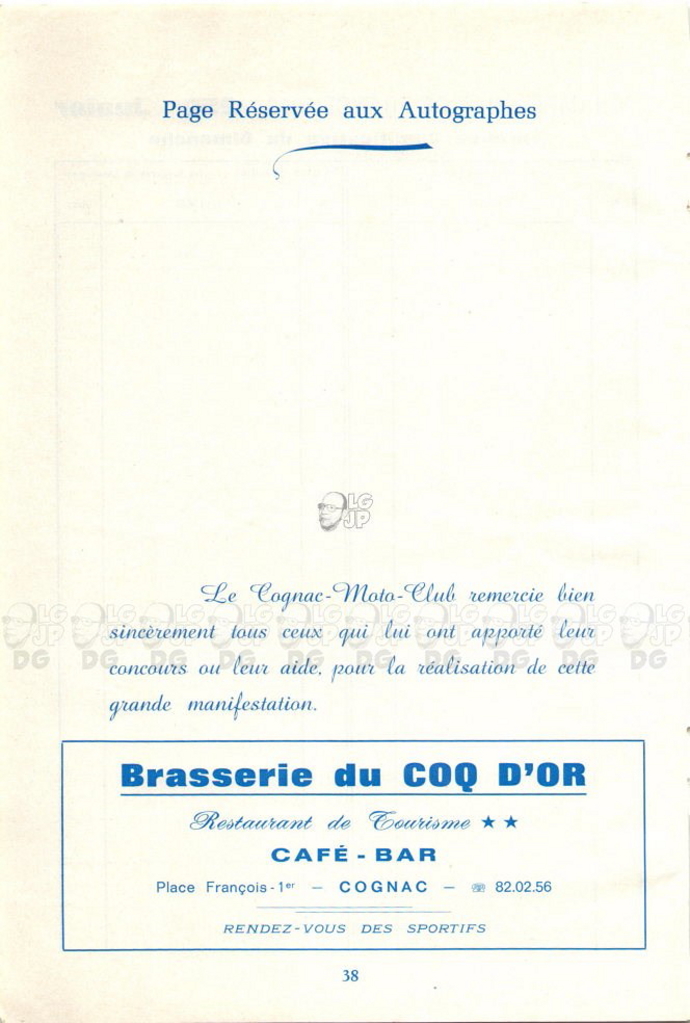 Page Réservée aux Autographes
LG
JP
Le Cognac-Moto-Club remercie bien
sincèrement tous ceux qui lui ont apporté leur
concours ou leur aide, pour la réalisation de cette
grande manifestation.
Brasserie du COQ D'OR
Restaurant de Tourisme ★★
CAFÉ - BAR
Place François-1er — COGNAC — ☎ 82.02.56
RENDEZ-VOUS DES SPORTIFS
38